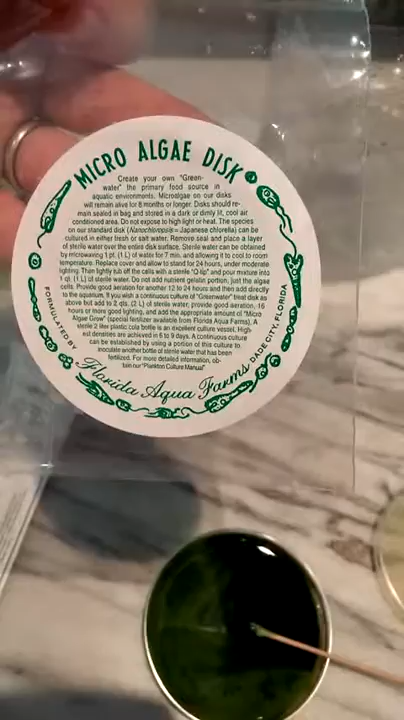 MICRO ALGAE DISK
Create your own "Green-
water" the primary food source in
aquatic environments. Microalgae on our disks
will remain alive for 6 months or longer. Disks should re-
main sealed in bag and stored in a dark or dimly lit, cool air
conditioned area. Do not expose to high light or heat. The species
on our standard disk (Nanochloropsis = Japanese chlorella) can be
cultured in either fresh or salt water. Remove seal and place a layer
of sterile water over the entire disk surface. Water can be obtained
by microwaving 1 qt. (1 L) of water for 7 min. and allowing it to cool to room
temperature. Replace cover and allow to stand for 24 hours, under moderate
lighting. Then lightly rub off the cells with a sterile "Q-tip" and pour mixture into
1 qt. (1 L) of sterile water. Do not add nutrient gelatin portion, just the algae
cells. Provide good aeration for another 12 to 24 hours and then add directly
to the aquarium. If you wish a continuous culture of "Greenwater" treat disk as
above but add to 2 qts. (2 L) of sterile water, provide good aeration, 16
hours or more good lighting, and add the appropriate amount of "Micro
Algae Grow" (special fertilizer available from Florida Aqua Farms). A
sterile 2 liter plastic cola bottle is an excellent culture vessel. High-
est densities are achieved in 6 to 9 days. A continuous culture
can be established by using a portion of this culture to
inoculate another bottle of sterile water that has been
fertilized. For more detailed information, ob-
tain our "Plankton Culture Manual"
FORMULATED BY
Florida Aqua Farms
DADE CITY, FLORIDA